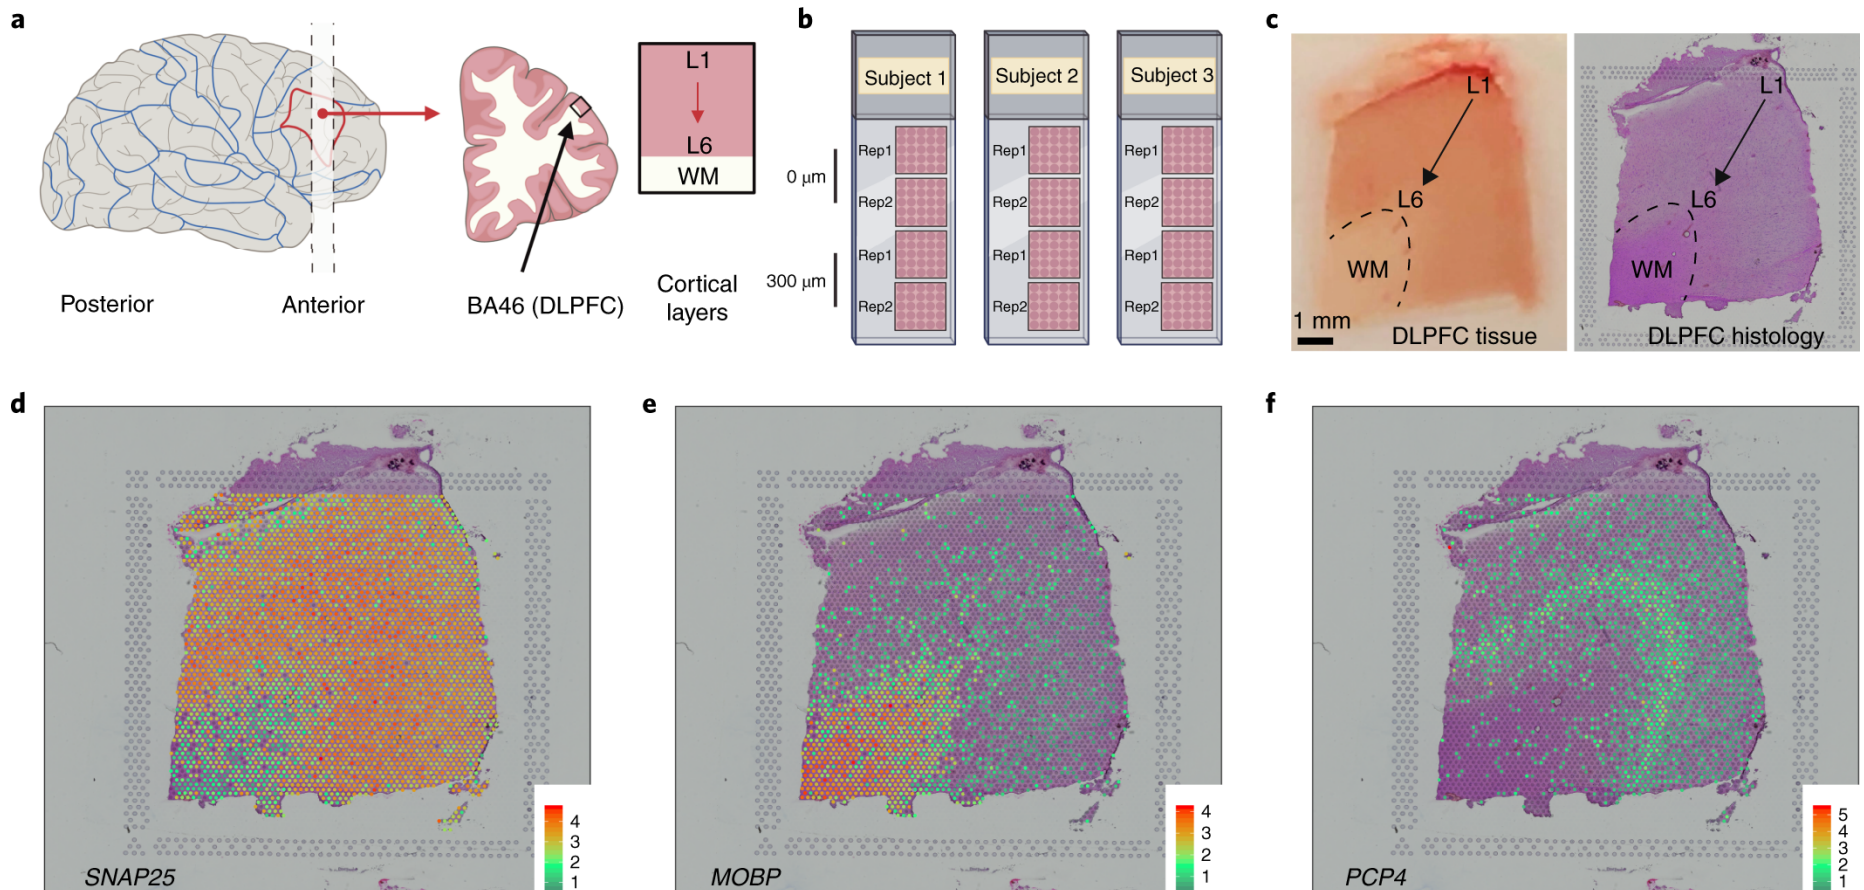 a
L1
L6
WM
Posterior
Anterior
BA46 (DLPFC)
Cortical
layers
b
Subject 1
Subject 2
Subject 3
0 μm
300 μm
Rep1
Rep2
Rep1
Rep2
Rep1
Rep2
Rep1
Rep2
Rep1
Rep2
Rep1
Rep2
c
L1
L6
WM
1 mm
DLPFC tissue
L1
L6
WM
DLPFC histology
d
SNAP25
4
3
2
1
e
MOBP
4
3
2
1
f
PCP4
5
4
3
2
1